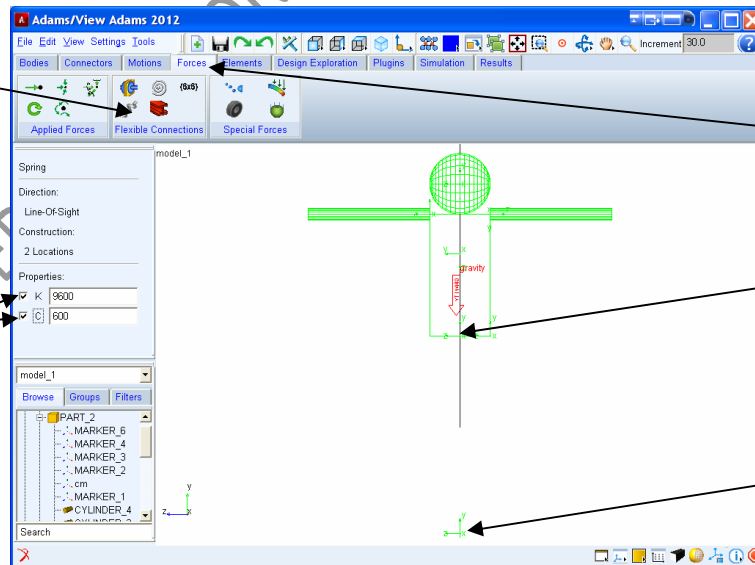 Adams/View Adams 2012
File Edit View Settings Tools
Increment 30.0
Bodies Connectors Motions Forces Elements Design Exploration Plugins Simulation Results
{6x6}
Applied Forces Flexible Connections Special Forces
model_1
Spring
Direction:
Line-Of-Sight
Construction:
2 Locations
Properties:
K 9600
C 600
gravity
model_1
Browse Groups Filters
PART_2
MARKER_6
MARKER_4
MARKER_3
MARKER_2
cm
MARKER_1
CYLINDER_4
Search
y
z x
y
z x